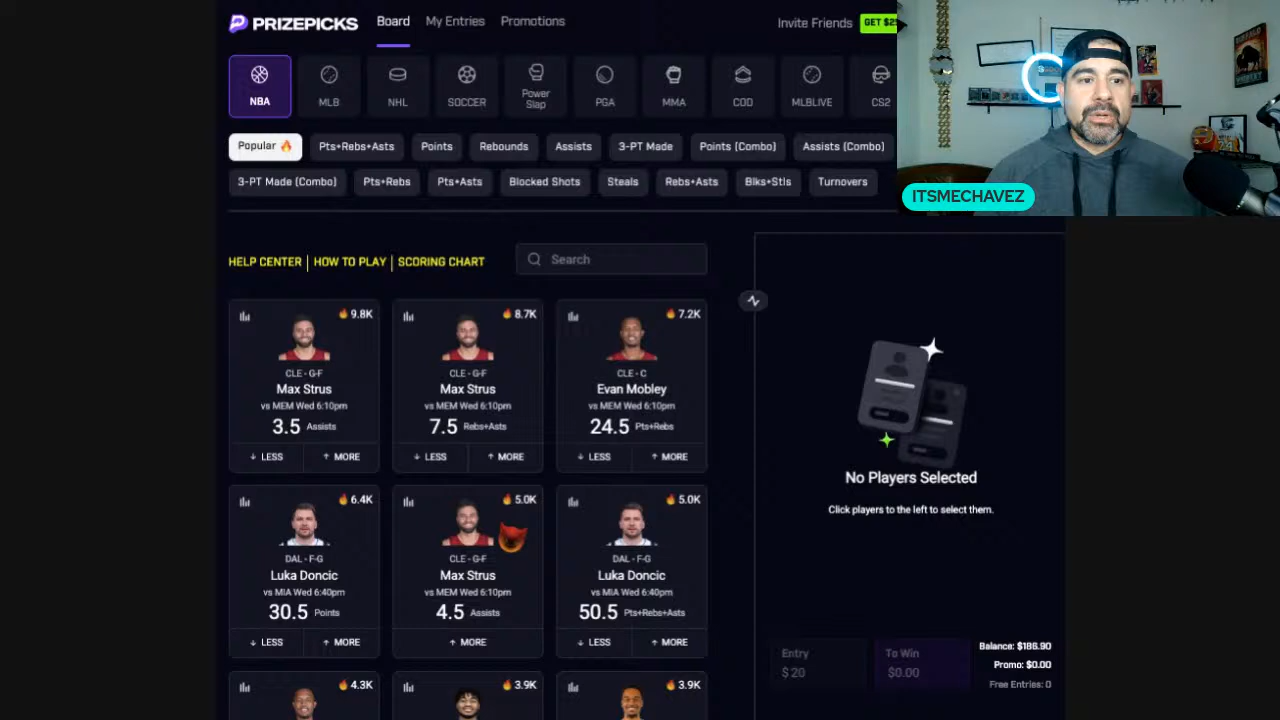 PRIZEPICKS
Board
My Entries
Promotions
Invite Friends
GET $25
NBA
MLB
NHL
SOCCER
Power
Slap
PGA
MMA
COD
MLBLIVE
CS2
Popular 🔥
Pts+Rebs+Asts
Points
Rebounds
Assists
3-PT Made
Points (Combo)
Assists (Combo)
3-PT Made (Combo)
Pts+Rebs
Pts+Asts
Blocked Shots
Steals
Rebs+Asts
Blks+Stls
Turnovers
ITSMECHAVEZ
HELP CENTER | HOW TO PLAY | SCORING CHART
Search
🔥 9.8K
CLE - G-F
Max Strus
vs MEM Wed 6:10pm
3.5 Assists
↓ LESS
↑ MORE
🔥 8.7K
CLE - G-F
Max Strus
vs MEM Wed 6:10pm
7.5 Rebs+Asts
↓ LESS
↑ MORE
🔥 7.2K
CLE - C
Evan Mobley
vs MEM Wed 6:10pm
24.5 Pts+Rebs
↓ LESS
↑ MORE
🔥 6.4K
DAL - F-G
Luka Doncic
vs MIA Wed 6:40pm
30.5 Points
↓ LESS
↑ MORE
🔥 5.0K
CLE - G-F
Max Strus
vs MEM Wed 6:10pm
4.5 Assists
↑ MORE
🔥 5.0K
DAL - F-G
Luka Doncic
vs MIA Wed 6:40pm
50.5 Pts+Rebs+Asts
↓ LESS
↑ MORE
🔥 4.3K
🔥 3.9K
🔥 3.9K
No Players Selected
Click players to the left to select them.
Entry
$ 20
To Win
$0.00
Balance: $186.90
Promo: $0.00
Free Entries: 0